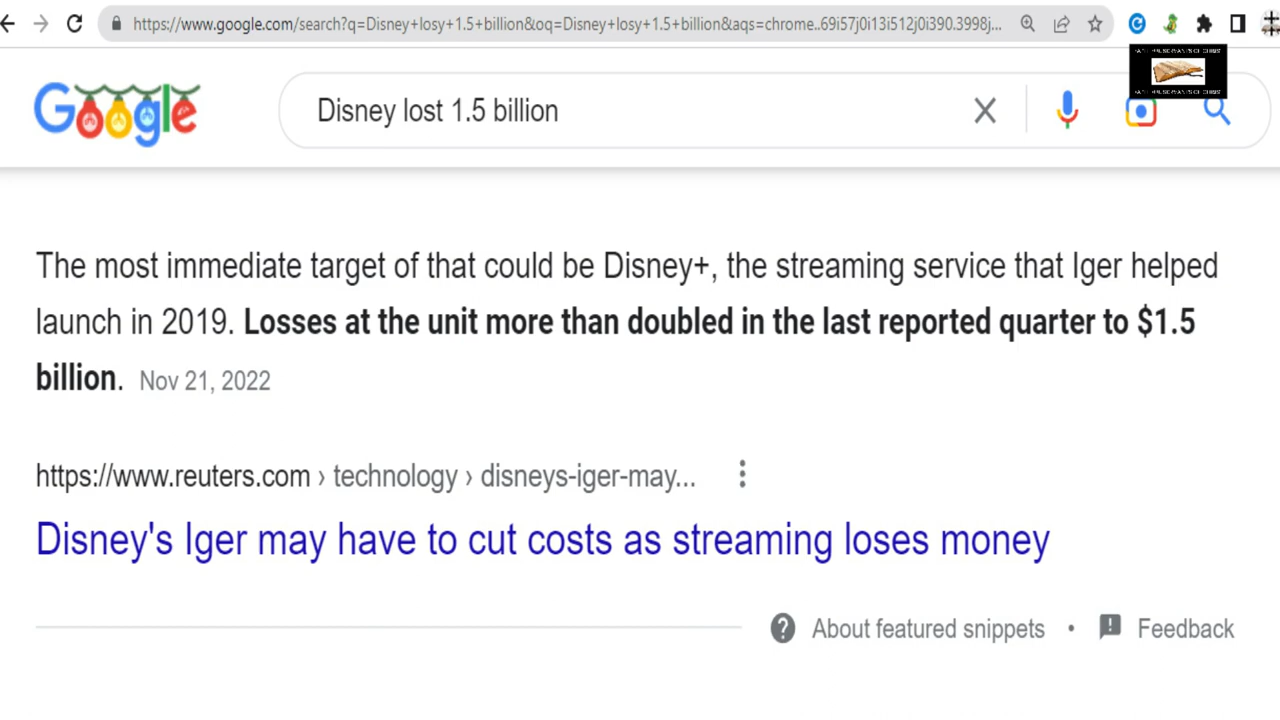 https://www.google.com/search?q=Disney+losy+1.5+billion&oq=Disney+losy+1.5+billion&aqs=chrome..69i57j0i13i512j0i390.3998j...
Google
Disney lost 1.5 billion
The most immediate target of that could be Disney+, the streaming service that Iger helped
launch in 2019. Losses at the unit more than doubled in the last reported quarter to $1.5
billion. Nov 21, 2022
https://www.reuters.com › technology › disneys-iger-may...
Disney's Iger may have to cut costs as streaming loses money
About featured snippets • Feedback